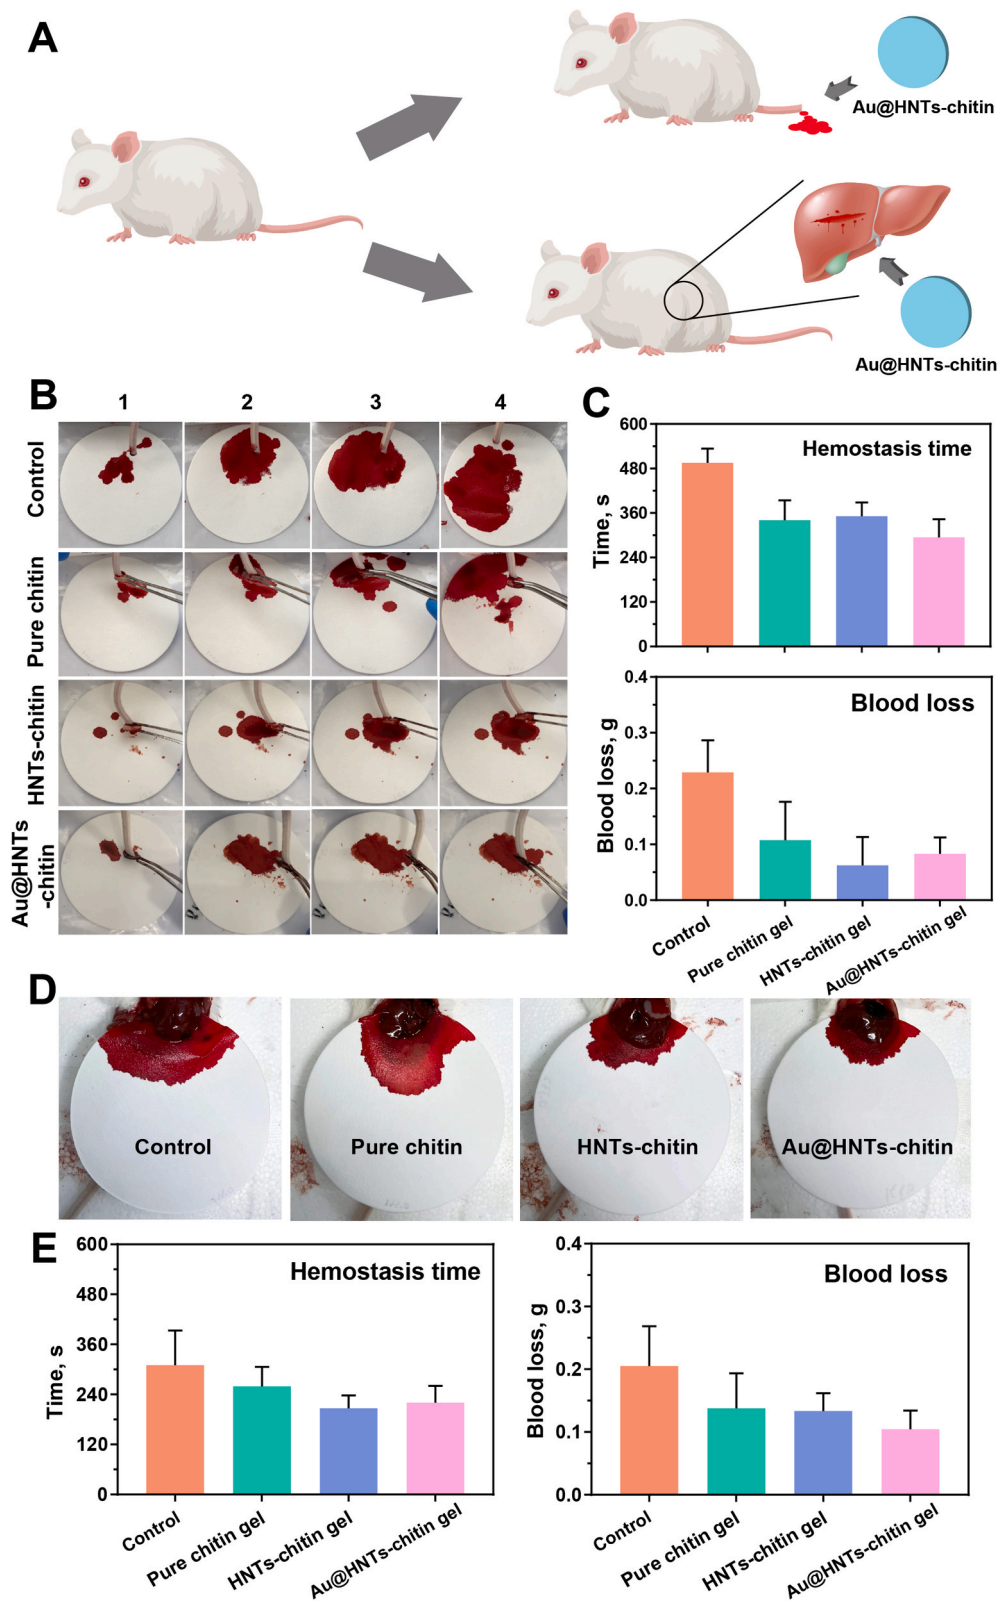 A
Au@HNTs-chitin
Au@HNTs-chitin
B
1 2 3 4
Control
Pure chitin
HNTs-chitin
Au@HNTs
-chitin
C
Hemostasis time
Time, s
600
480
360
240
120
0
Blood loss
Blood loss, g
0.4
0.3
0.2
0.1
0.0
Control
Pure chitin gel
HNTs-chitin gel
Au@HNTs-chitin gel
D
Control
Pure chitin
HNTs-chitin
Au@HNTs-chitin
E
Hemostasis time
Time, s
600
480
360
240
120
0
Control
Pure chitin gel
HNTs-chitin gel
Au@HNTs-chitin gel
Blood loss
Blood loss, g
0.4
0.3
0.2
0.1
0.0
Control
Pure chitin gel
HNTs-chitin gel
Au@HNTs-chitin gel